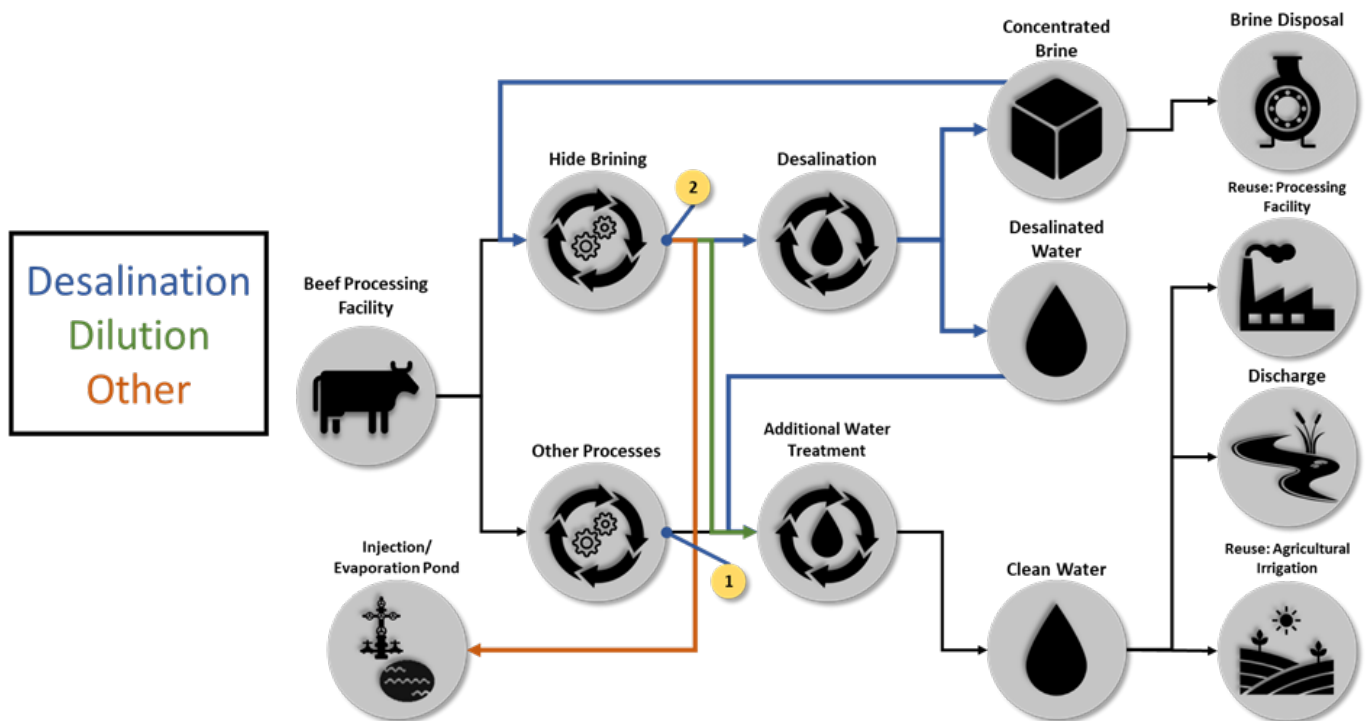 Concentrated
Brine
Brine Disposal
Hide Brining
2
Desalination
Reuse: Processing
Facility
Desalinated
Water
Desalination
Dilution
Other
Beef Processing
Facility
Discharge
Other Processes
Additional Water
Treatment
Injection/
Evaporation Pond
1
Clean Water
Reuse: Agricultural
Irrigation